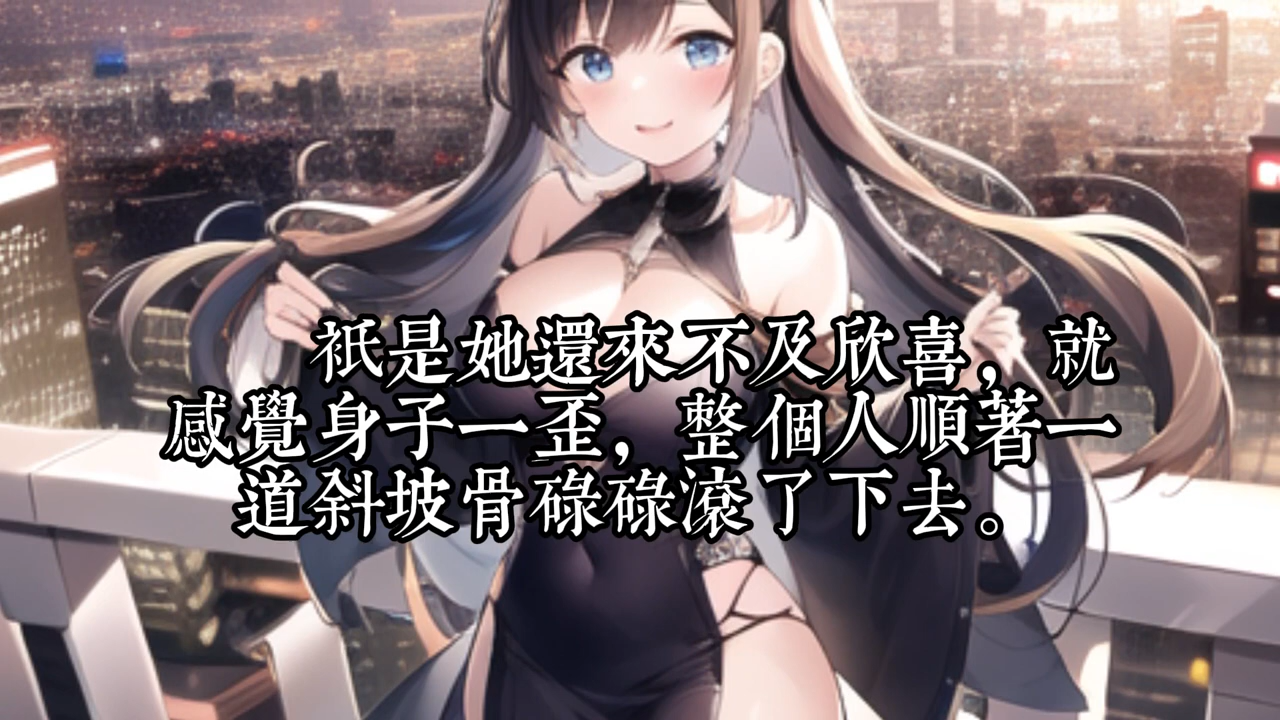 衹是她還來不及欣喜，就
感覺身子一歪，整個人順著一
道斜坡骨碌碌滾了下去。